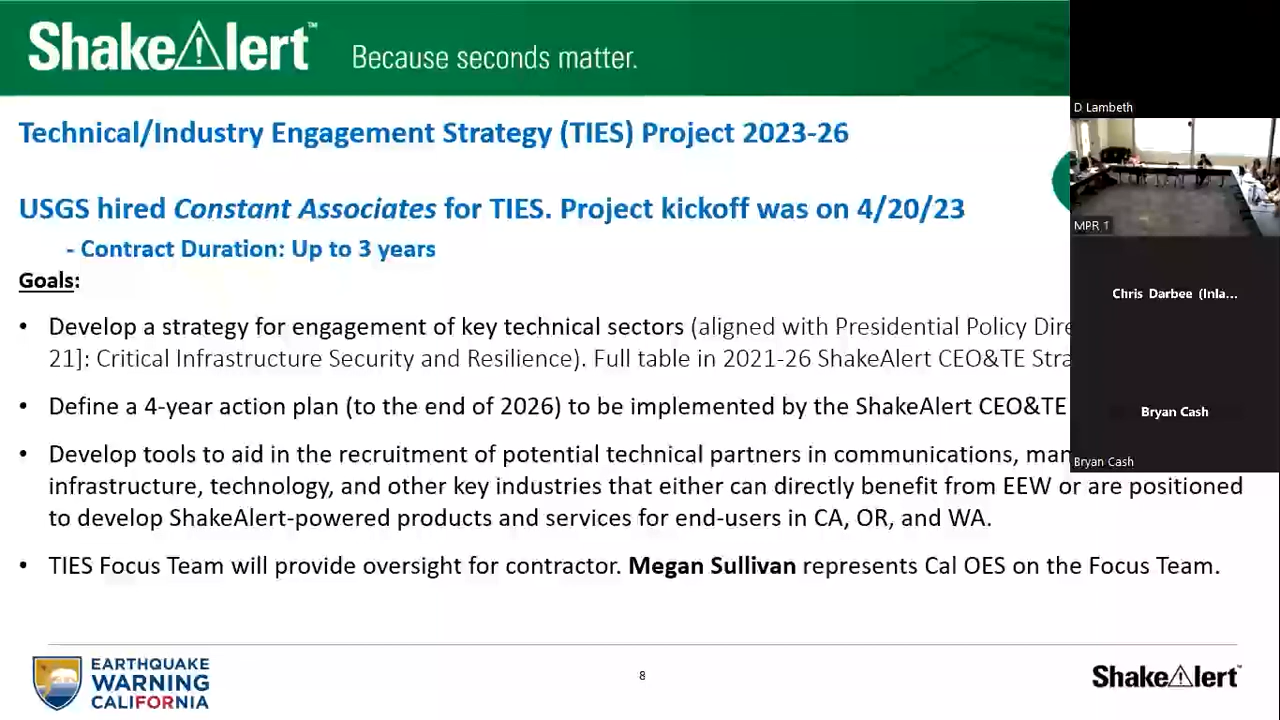 ShakeAlert™ Because seconds matter.
Technical/Industry Engagement Strategy (TIES) Project 2023-26
USGS hired Constant Associates for TIES. Project kickoff was on 4/20/23
- Contract Duration: Up to 3 years
Goals:
• Develop a strategy for engagement of key technical sectors (aligned with Presidential Policy
21]: Critical Infrastructure Security and Resilience). Full table in 2021-26 ShakeAlert CEO&TE
• Define a 4-year action plan (to the end of 2026) to be implemented by the ShakeAlert CEO&TE
• Develop tools to aid in the recruitment of potential technical partners in communications,
infrastructure, technology, and other key industries that either can directly benefit from EEW or are positioned
to develop ShakeAlert-powered products and services for end-users in CA, OR, and WA.
• TIES Focus Team will provide oversight for contractor. Megan Sullivan represents Cal OES on the Focus Team.
EARTHQUAKE
WARNING
CALIFORNIA
8
ShakeAlert™
D Lambeth
MPR 1
Chris Darbee (Inla...
Bryan Cash
Bryan Cash